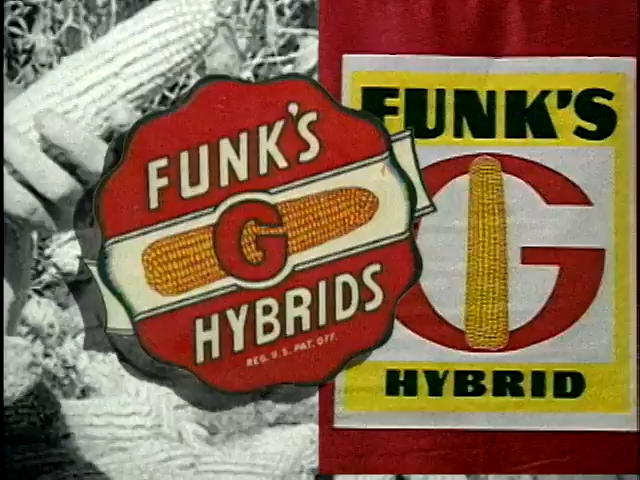 FUNK'S
G
HYBRIDS
REG. U.S. PAT. OFF.
FUNK'S
G
HYBRID